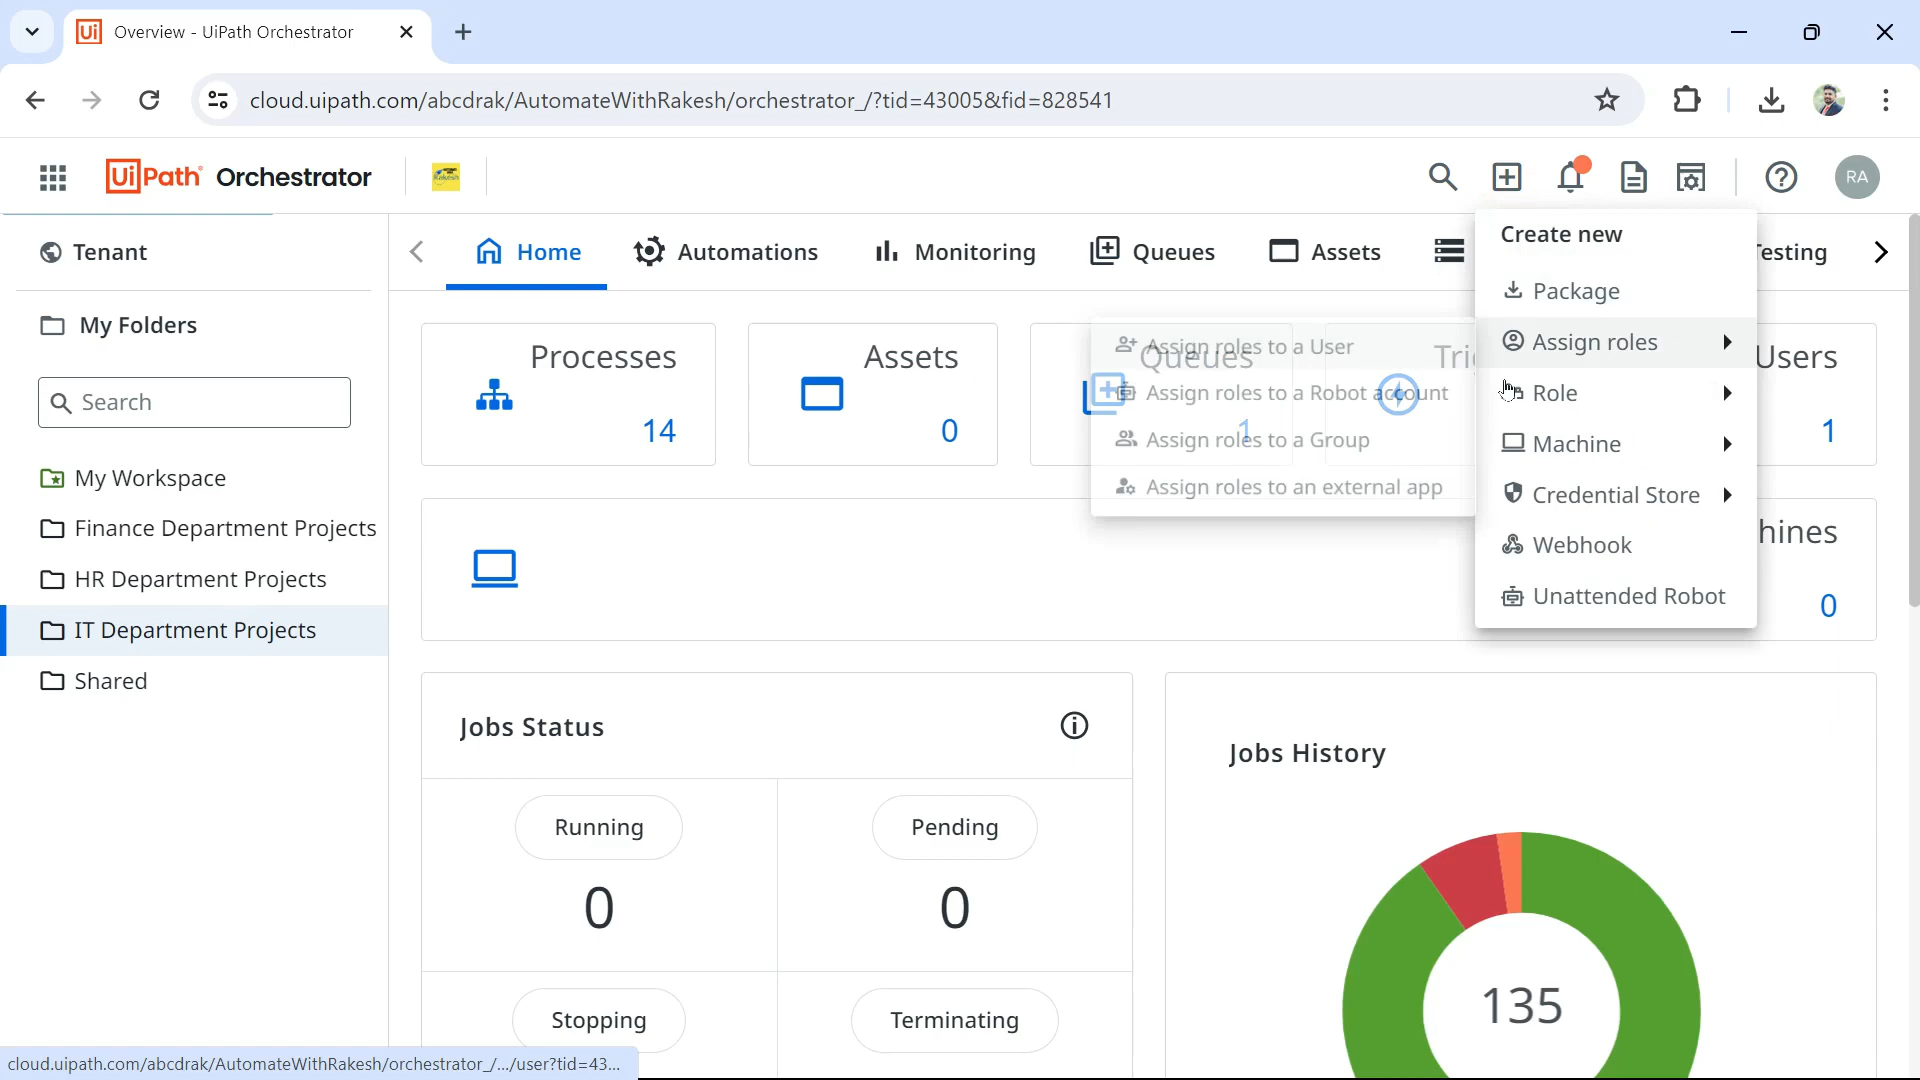 Overview - UiPath Orchestrator
cloud.uipath.com/abcdrak/AutomateWithRakesh/orchestrator_/?tid=43005&fid=828541
UiPath Orchestrator
RA
Tenant
My Folders
Search
My Workspace
Finance Department Projects
HR Department Projects
IT Department Projects
Shared
Home
Automations
Monitoring
Queues
Assets
Testing
Create new
Package
Assign roles
Role
Machine
Credential Store
Webhook
Unattended Robot
Assign roles to a User
Assign roles to a Robot account
Assign roles to a Group
Assign roles to an external app
Processes
14
Assets
0
Queues
1
Tri
Users
1
hines
0
Jobs Status
Running
0
Pending
0
Stopping
Terminating
Jobs History
135
cloud.uipath.com/abcdrak/AutomateWithRakesh/orchestrator_/.../user?tid=43...